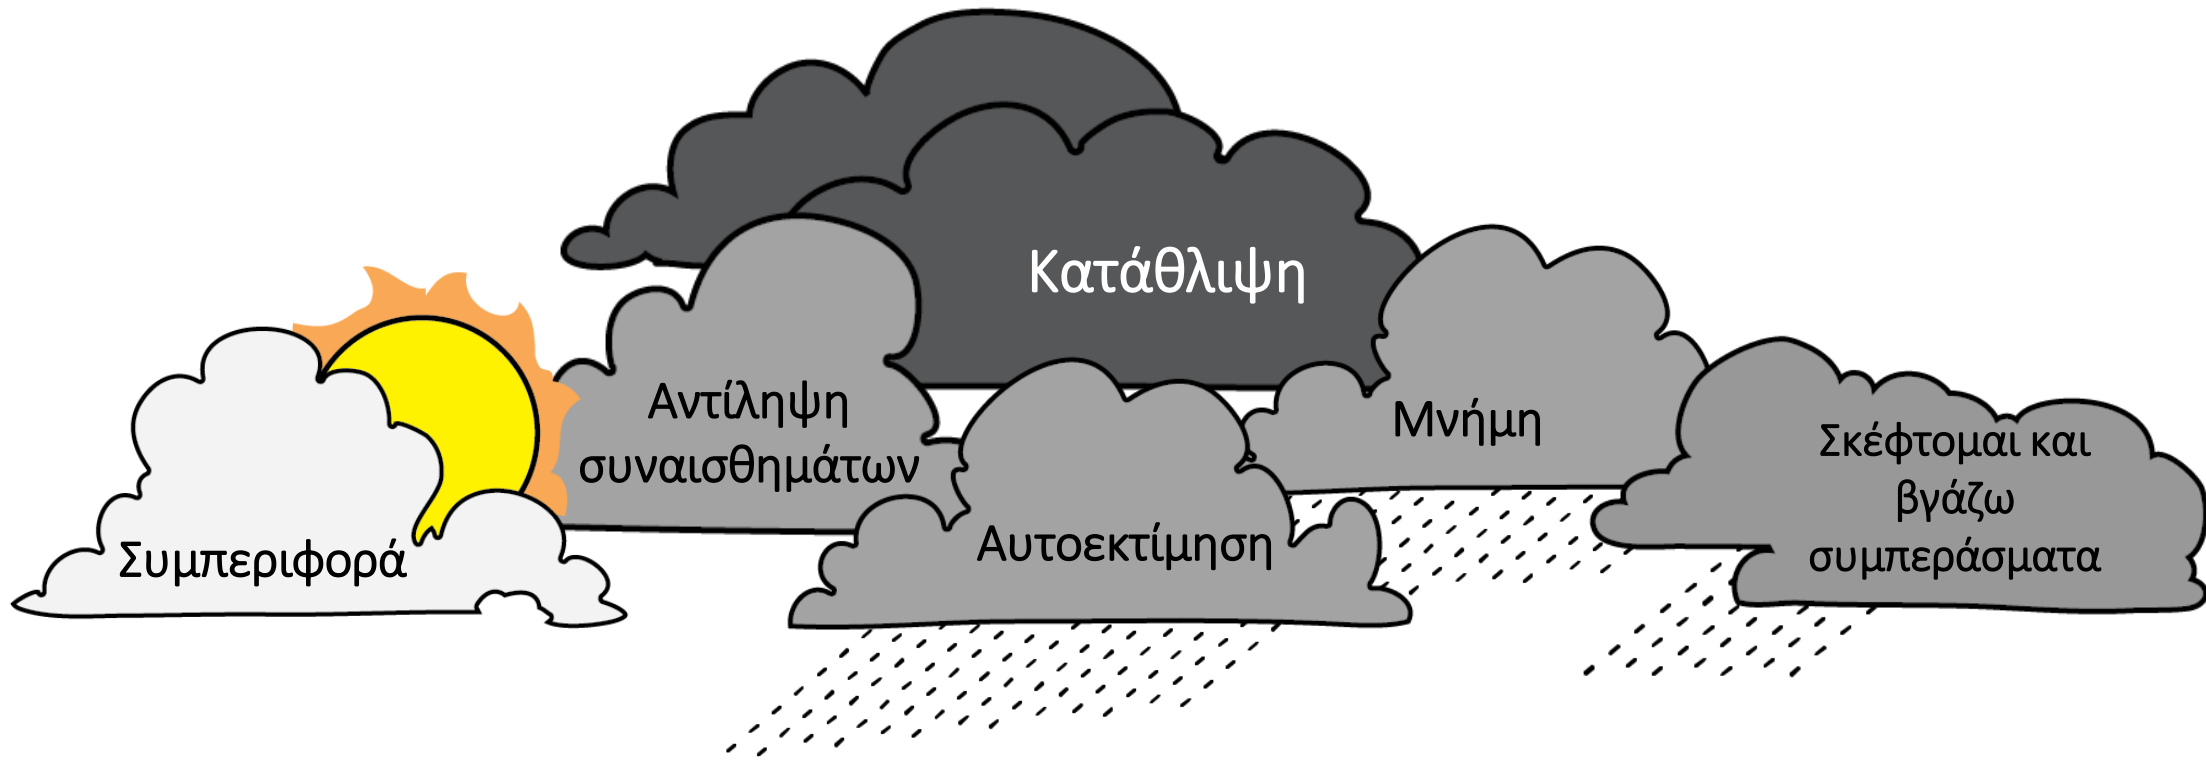 Κατάθλιψη
Αντίληψη
συναισθημάτων
Μνήμη
Σκέφτομαι και
βγάζω
συμπεράσματα
Αυτοεκτίμηση
Συμπεριφορά